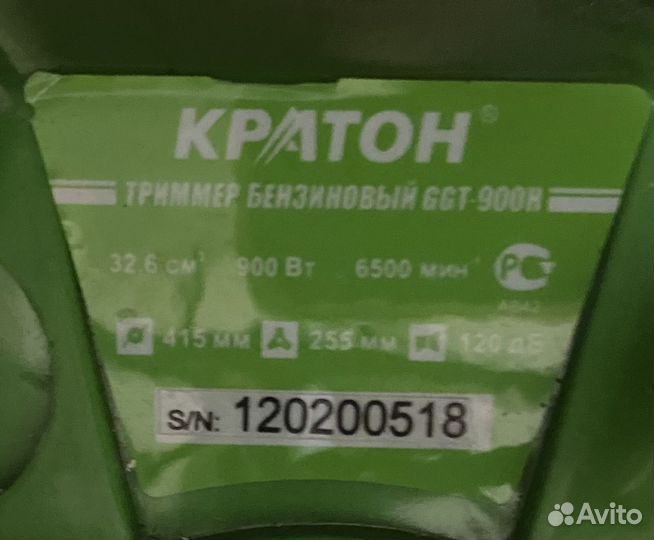 КРАТОН®
ТРИММЕР БЕНЗИНОВЫЙ GGT-900H
32.6 см³ 900 Вт 6500 мин
РС
415 мм 255 мм 120 дБ
S/N: 120200518
Avito